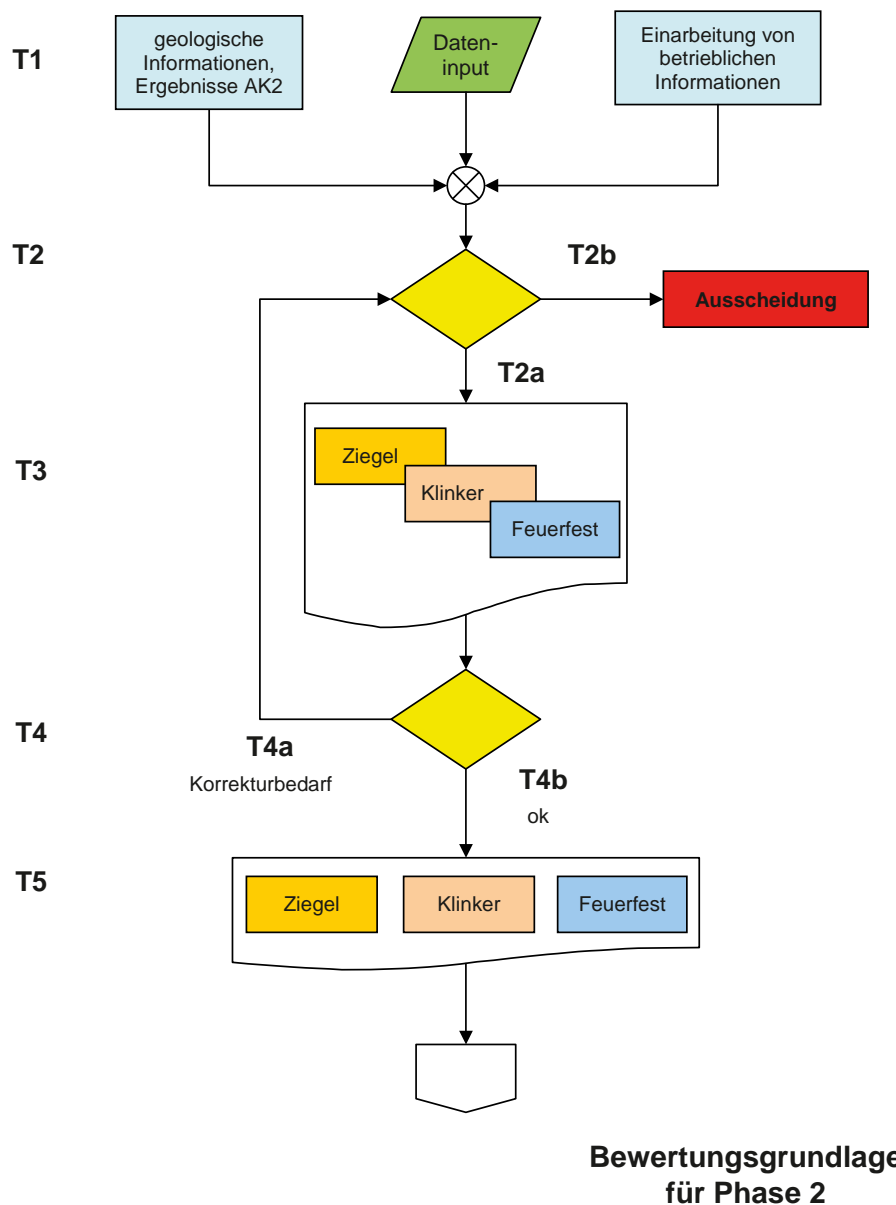 T1
geologische
Informationen,
Ergebnisse AK2
Daten-
input
Einarbeitung von
betrieblichen
Informationen
T2
T2b
Ausscheidung
T2a
T3
Ziegel
Klinker
Feuerfest
T4
T4a
Korrekturbedarf
T4b
ok
T5
Ziegel
Klinker
Feuerfest
Bewertungsgrundlage
für Phase 2